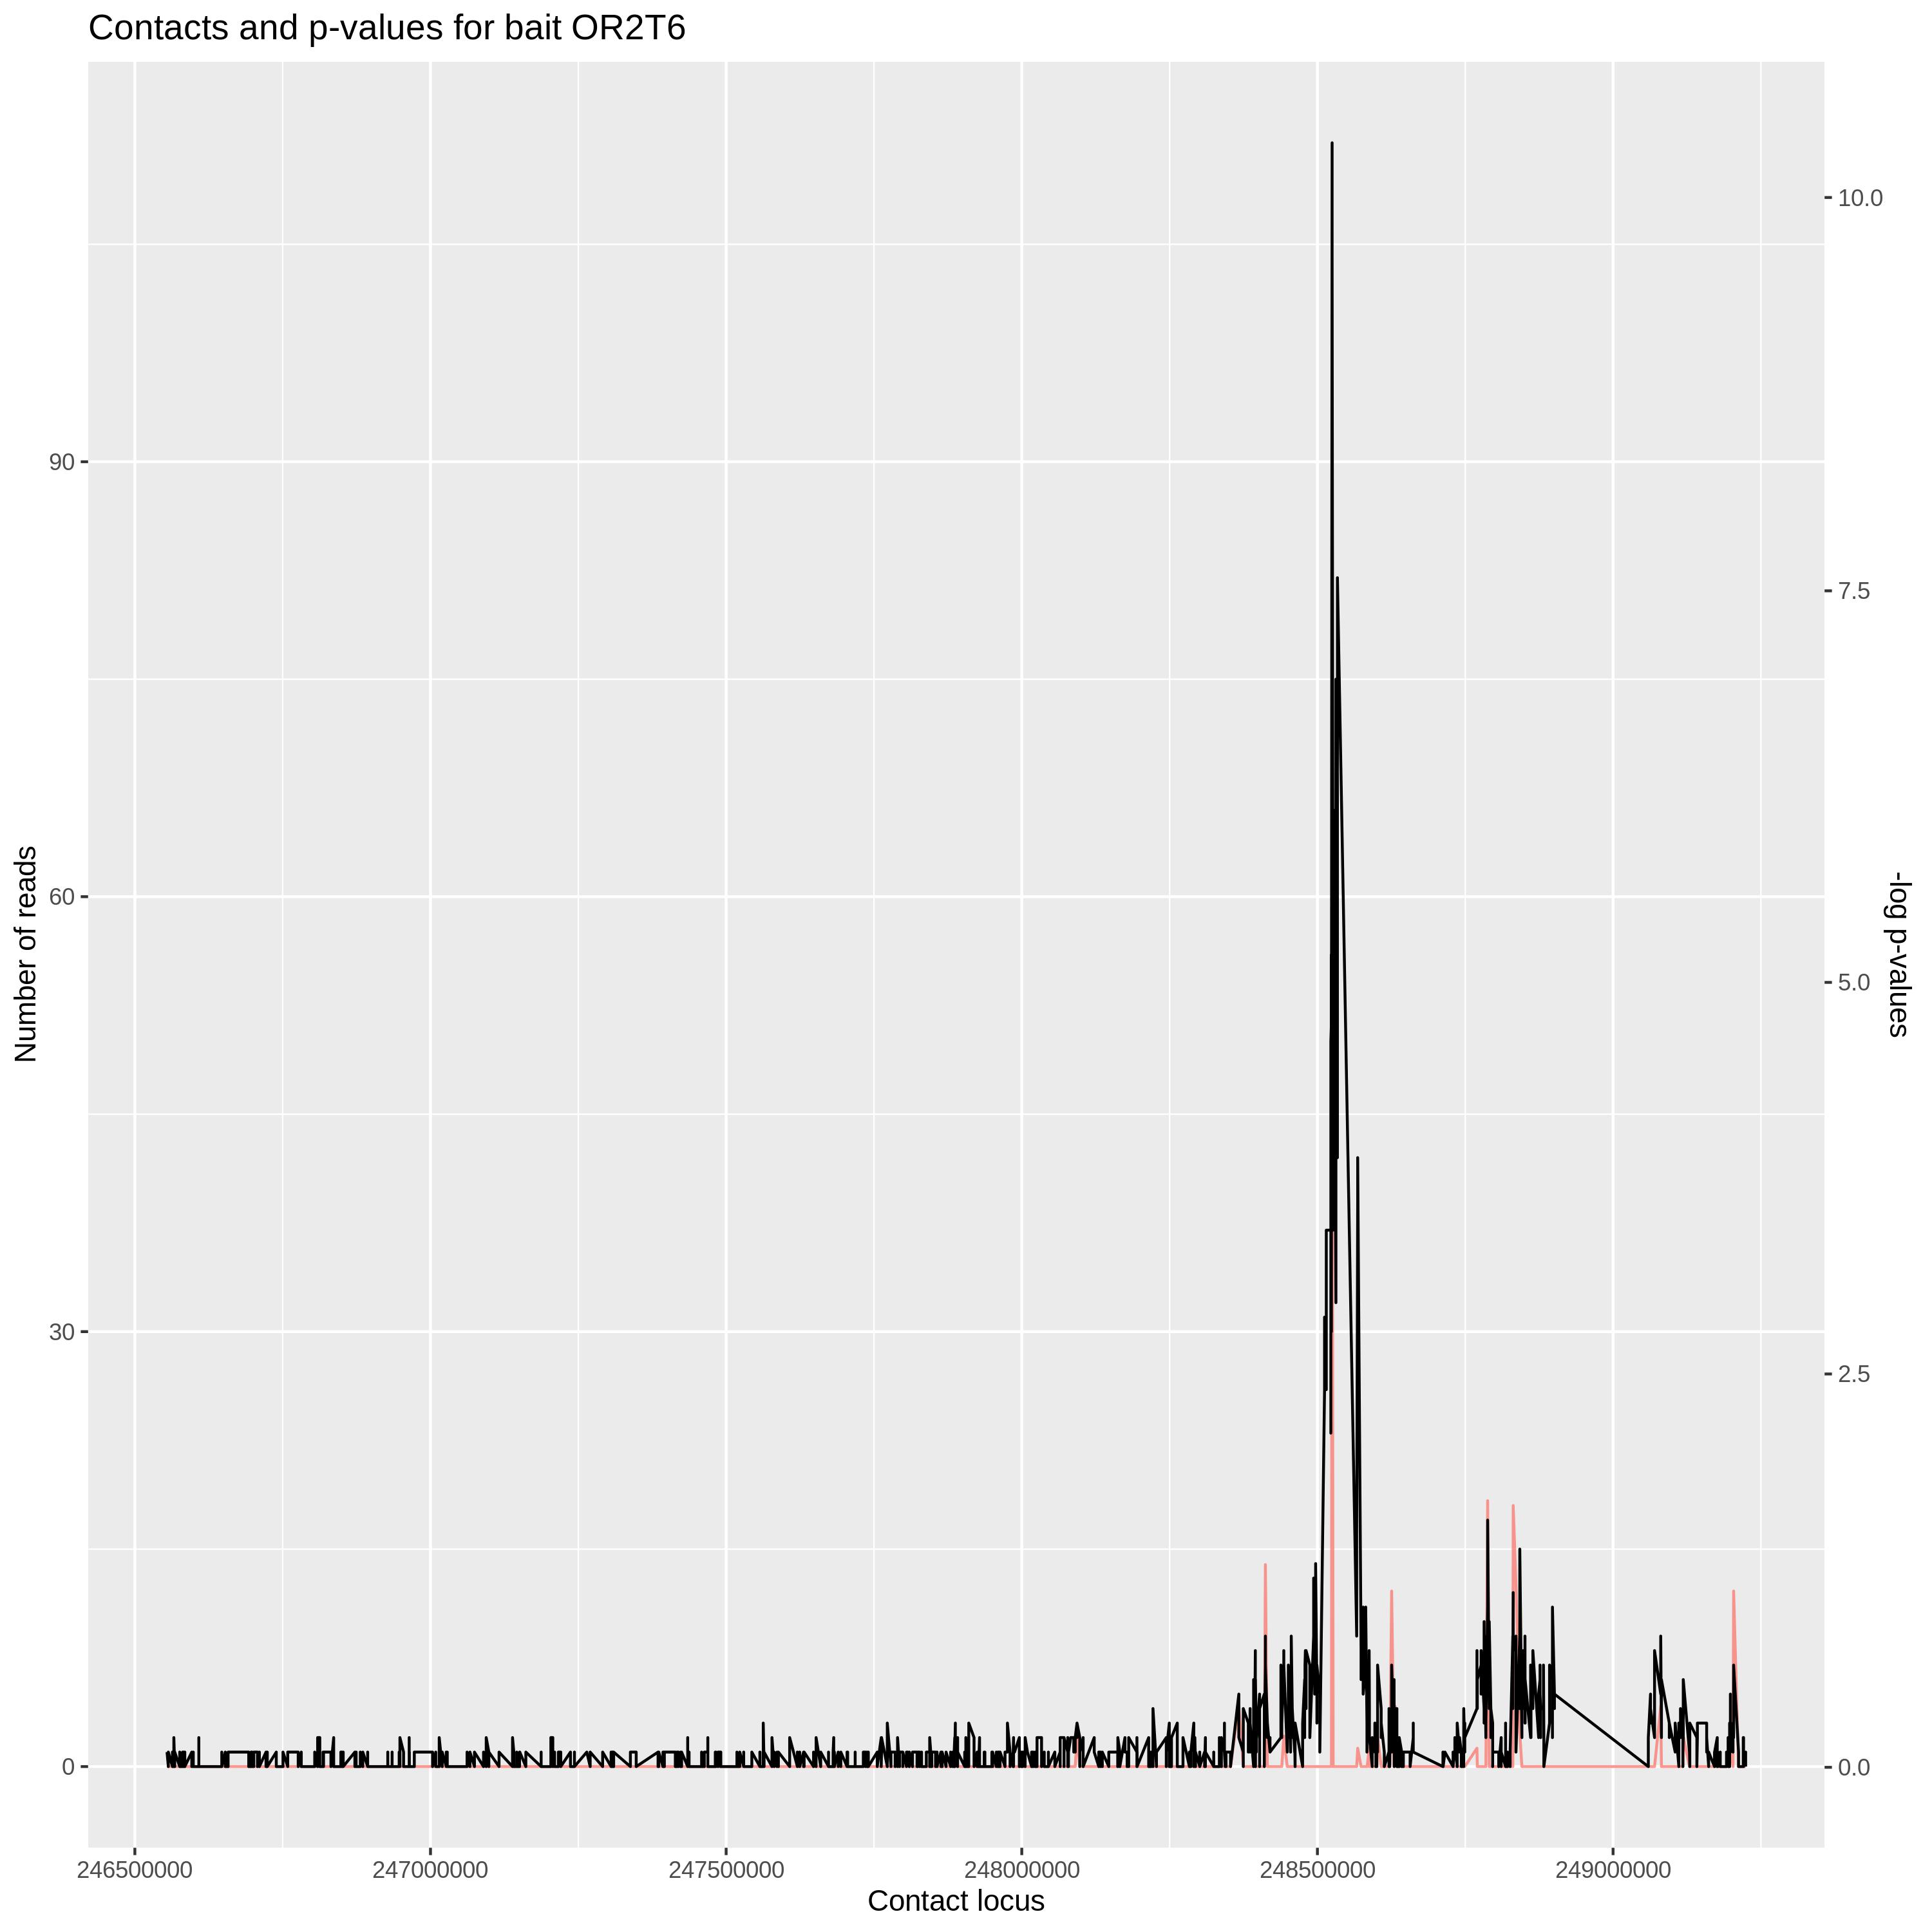 Contacts and p-values for bait OR2T6
Number of reads
90
60
30
0
10.0
7.5
5.0
2.5
0.0
-log p-values
246500000 247000000 247500000 248000000 248500000 249000000
Contact locus